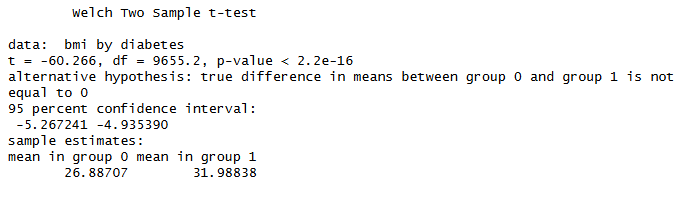 Welch Two Sample t-test
data:  bmi by diabetes
t = -60.266, df = 9655.2, p-value < 2.2e-16
alternative hypothesis: true difference in means between group 0 and group 1 is not
equal to 0
95 percent confidence interval:
 -5.267241 -4.935390
sample estimates:
mean in group 0 mean in group 1
       26.88707        31.98838